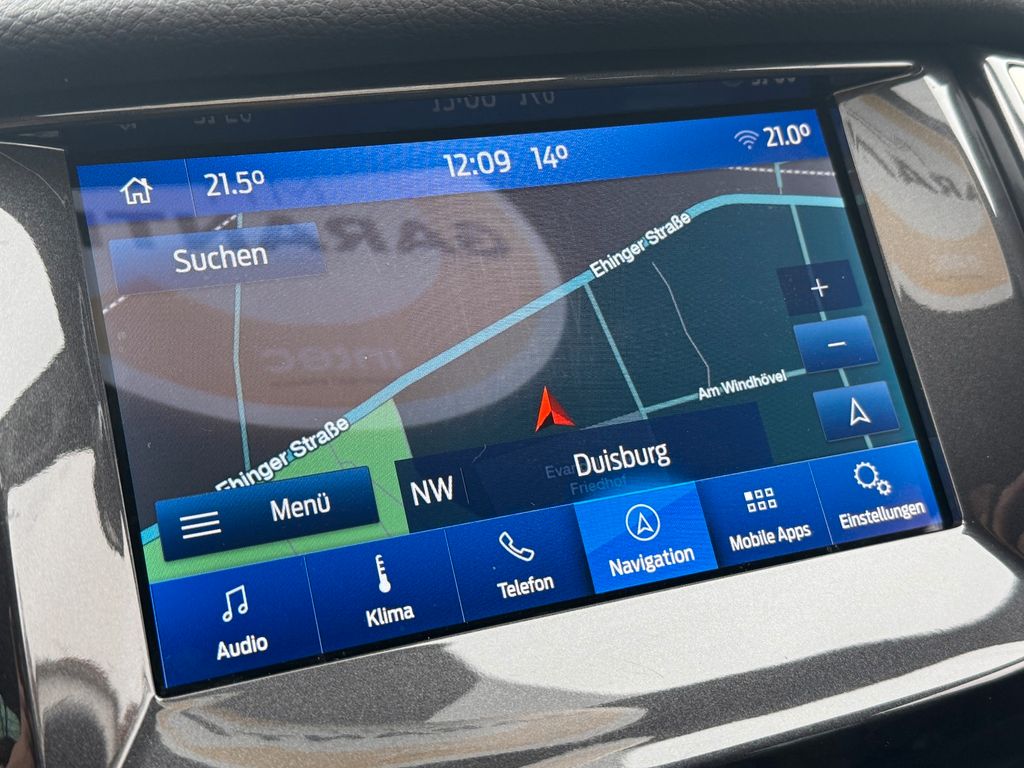 21.5°
12:09 14°
21.0°
Suchen
Ehinger Straße
+
−
Am Windhövel
Ehinger Straße
Duisburg
NW
Friedhof
Menü
Audio
Klima
Telefon
Navigation
Mobile Apps
Einstellungen